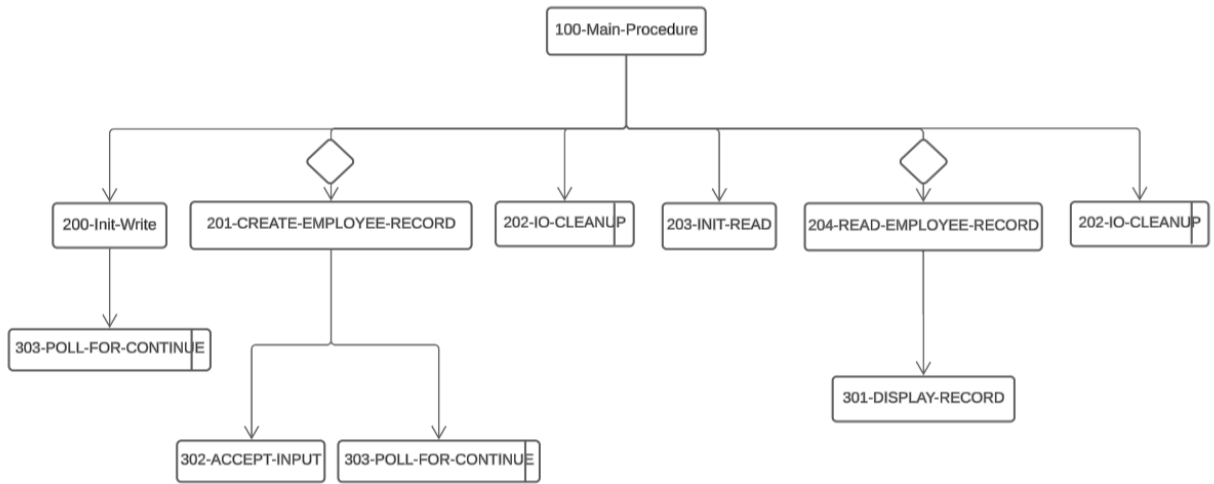 100-Main-Procedure
200-Init-Write
201-CREATE-EMPLOYEE-RECORD
202-IO-CLEANUP
203-INIT-READ
204-READ-EMPLOYEE-RECORD
202-IO-CLEANUP
303-POLL-FOR-CONTINUE
301-DISPLAY-RECORD
302-ACCEPT-INPUT
303-POLL-FOR-CONTINUE